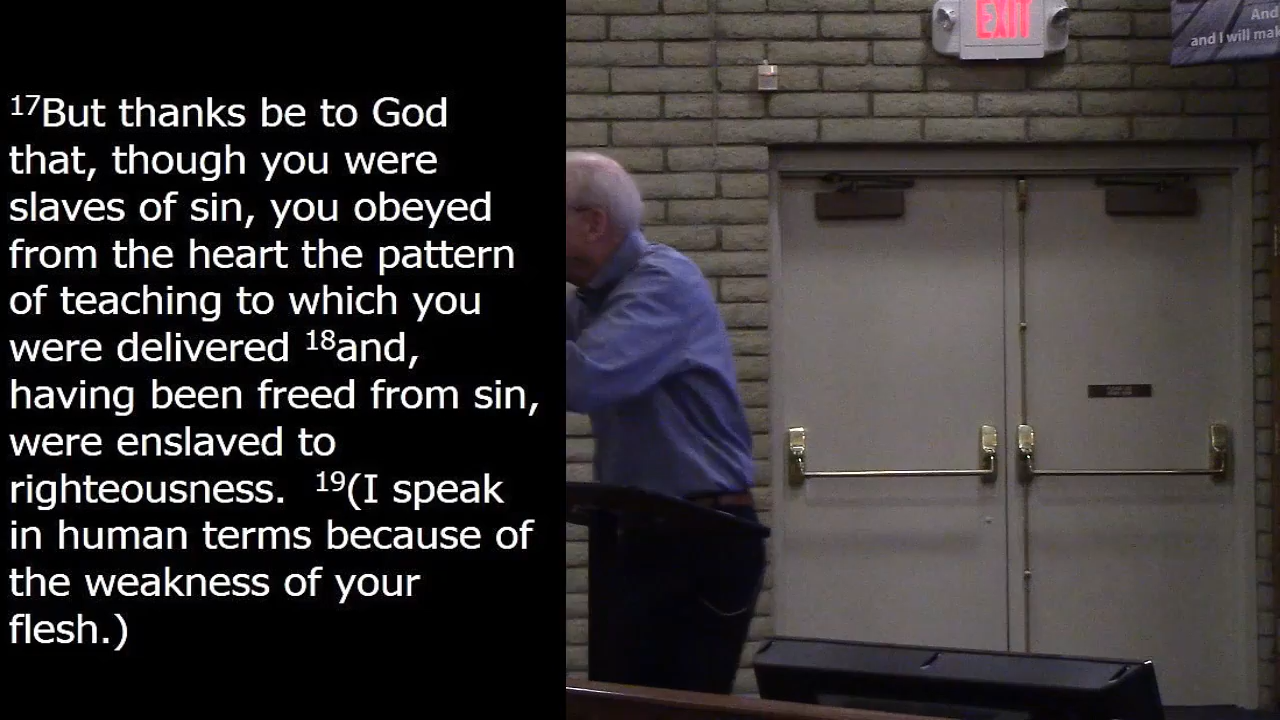 ¹⁷But thanks be to God
that, though you were
slaves of sin, you obeyed
from the heart the pattern
of teaching to which you
were delivered ¹⁸and,
having been freed from sin,
were enslaved to
righteousness.  ¹⁹(I speak
in human terms because of
the weakness of your
flesh.)
EXIT
And
and I will mak